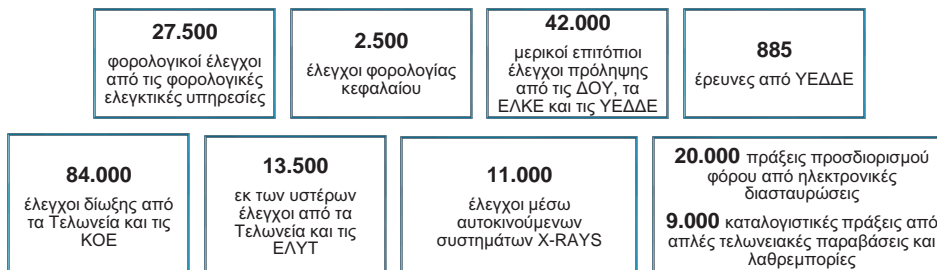 27.500
φορολογικοί έλεγχοι
από τις φορολογικές
ελεγκτικές υπηρεσίες
2.500
έλεγχοι φορολογίας
κεφαλαίου
42.000
μερικοί επιτόπιοι
έλεγχοι πρόληψης
από τις ΔΟΥ, τα
ΕΛΚΕ και τις ΥΕΔΔΕ
885
έρευνες από ΥΕΔΔΕ
84.000
έλεγχοι δίωξης από
τα Τελωνεία και τις
ΚΟΕ
13.500
εκ των υστέρων
έλεγχοι από τα
Τελωνεία και τις
ΕΛΥΤ
11.000
έλεγχοι μέσω
αυτοκινούμενων
συστημάτων X-RAYS
20.000 πράξεις προσδιορισμού
φόρου από ηλεκτρονικές
διασταυρώσεις
9.000 καταλογιστικές πράξεις από
απλές τελωνειακές παραβάσεις και
λαθρεμπορίες